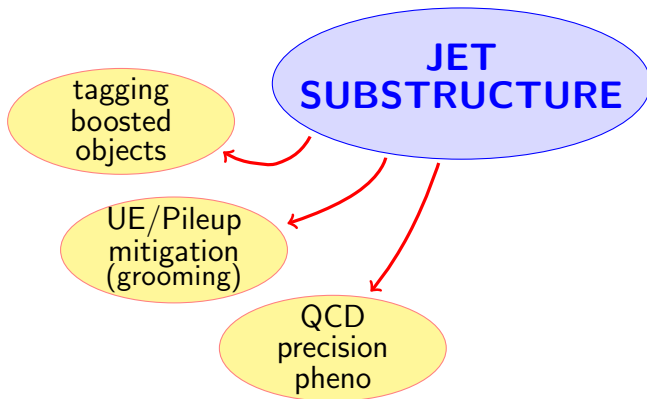 JET
SUBSTRUCTURE
tagging
boosted
objects
UE/Pileup
mitigation
(grooming)
QCD
precision
pheno